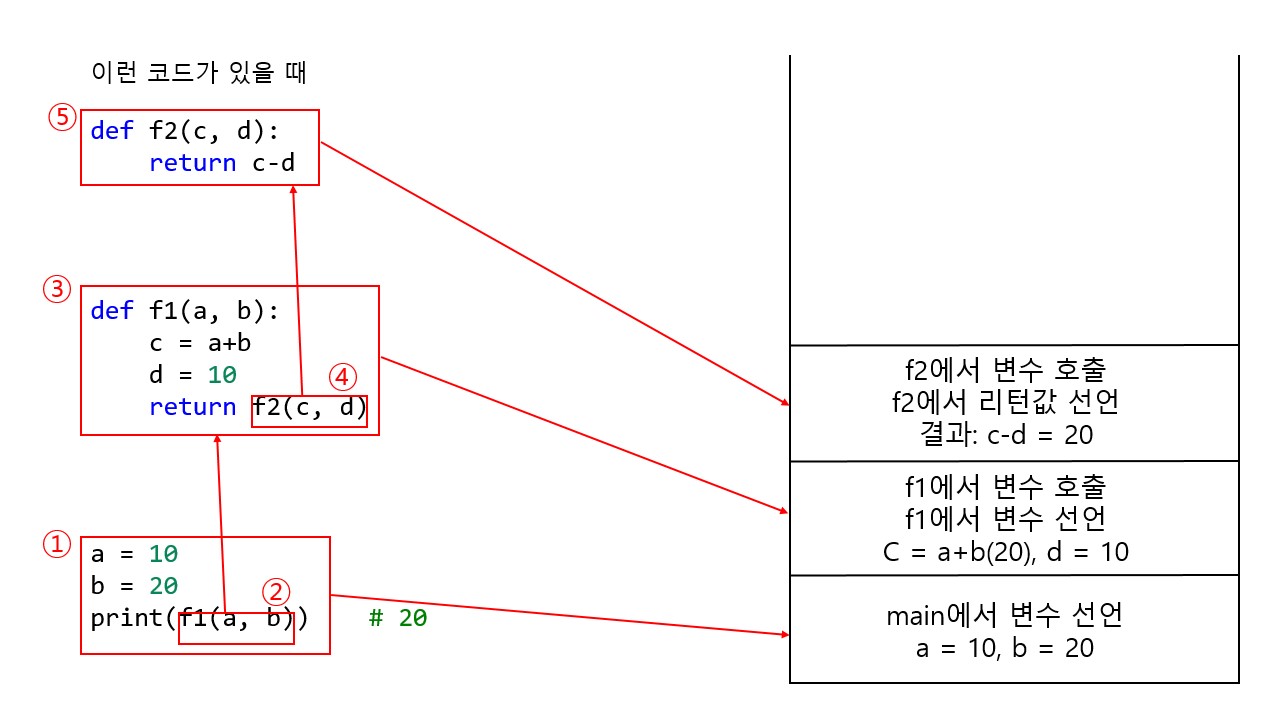 이런 코드가 있을 때
⑤
def f2(c, d):
return c-d
③
def f1(a, b):
c = a+b
d = 10
④
return f2(c, d)
①
a = 10
b = 20
②
print(f1(a, b)) # 20
f2에서 변수 호출
f2에서 리턴값 선언
결과: c-d = 20
f1에서 변수 호출
f1에서 변수 선언
C = a+b(20), d = 10
main에서 변수 선언
a = 10, b = 20